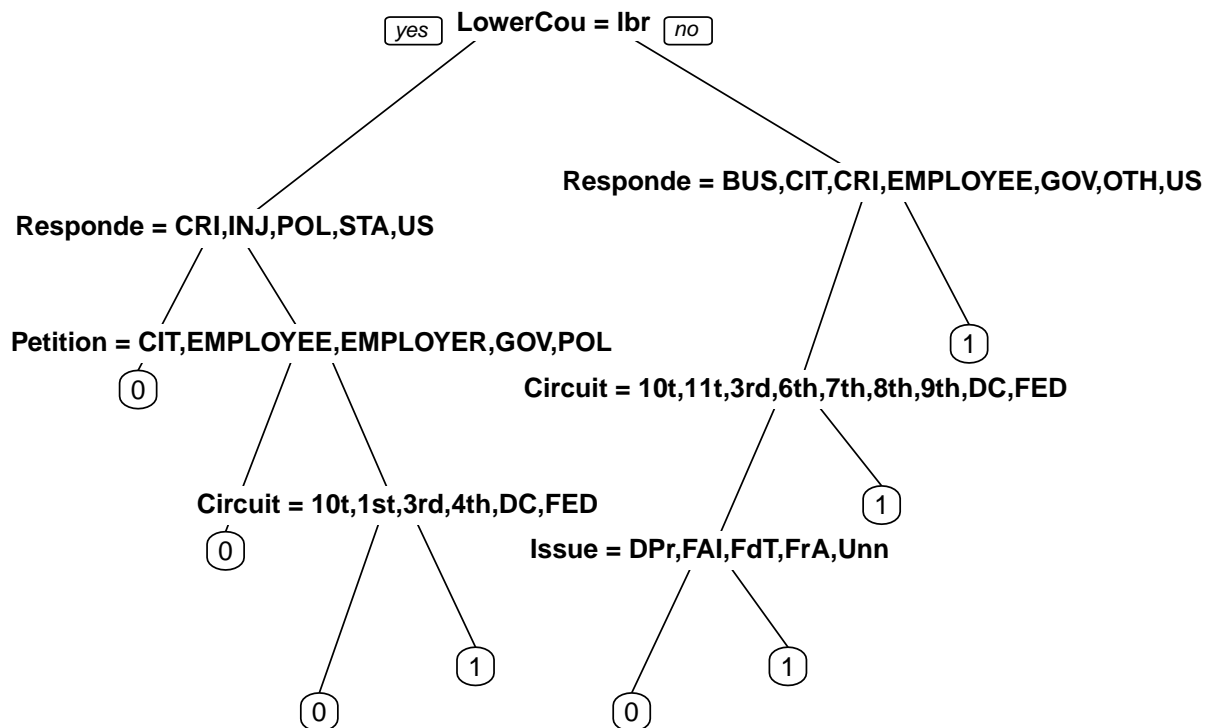 yes LowerCou = lbr no
Responde = BUS,CIT,CRI,EMPLOYEE,GOV,OTH,US
Responde = CRI,INJ,POL,STA,US
Petition = CIT,EMPLOYEE,EMPLOYER,GOV,POL
1
0
Circuit = 10t,11t,3rd,6th,7th,8th,9th,DC,FED
Circuit = 10t,1st,3rd,4th,DC,FED
1
0
Issue = DPr,FAI,FdT,FrA,Unn
1
1
0
0